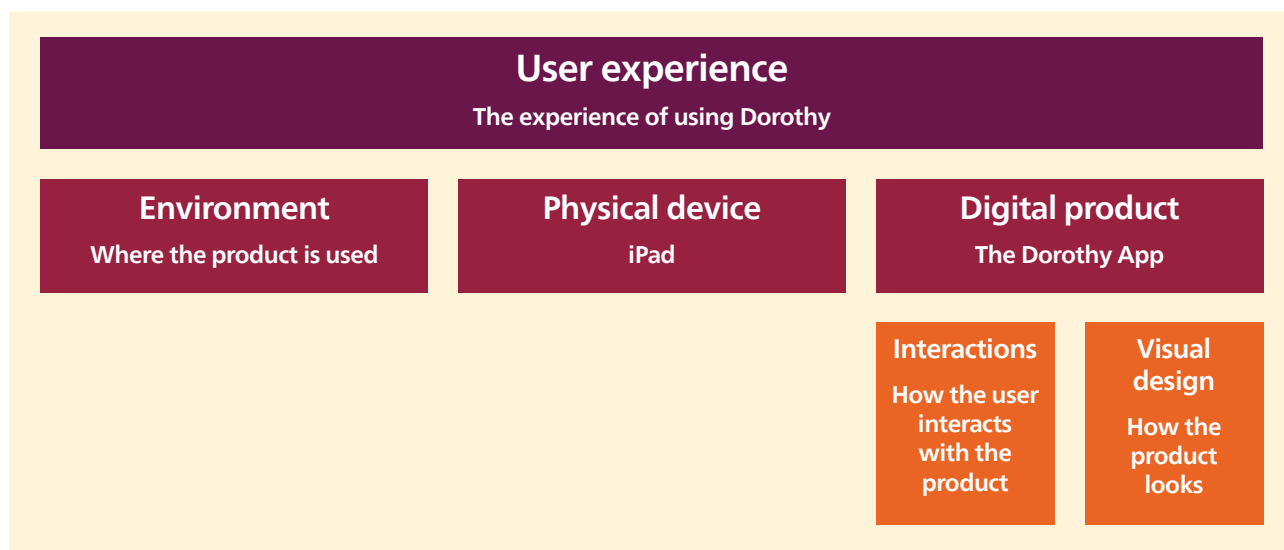 User experience
The experience of using Dorothy
Environment
Where the product is used
Physical device
iPad
Digital product
The Dorothy App
Interactions
How the user
interacts
with the
product
Visual
design
How the
product
looks